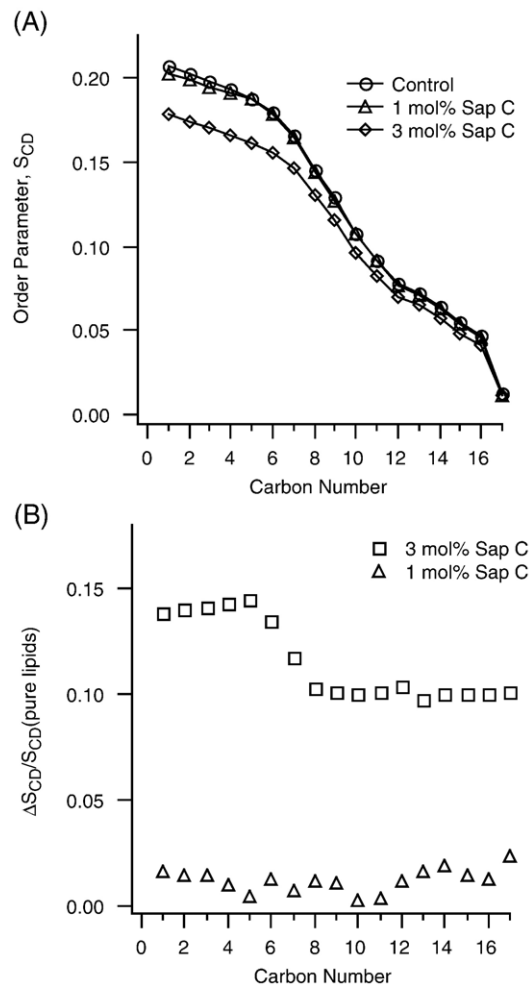 (A)
0.20
0.15
0.10
0.05
0.00
Order Parameter, SCD
Control
1 mol% Sap C
3 mol% Sap C
0 2 4 6 8 10 12 14 16
Carbon Number
(B)
3 mol% Sap C
1 mol% Sap C
0.15
0.10
0.05
0.00
ΔSCD/SCD(pure lipids)
0 2 4 6 8 10 12 14 16
Carbon Number